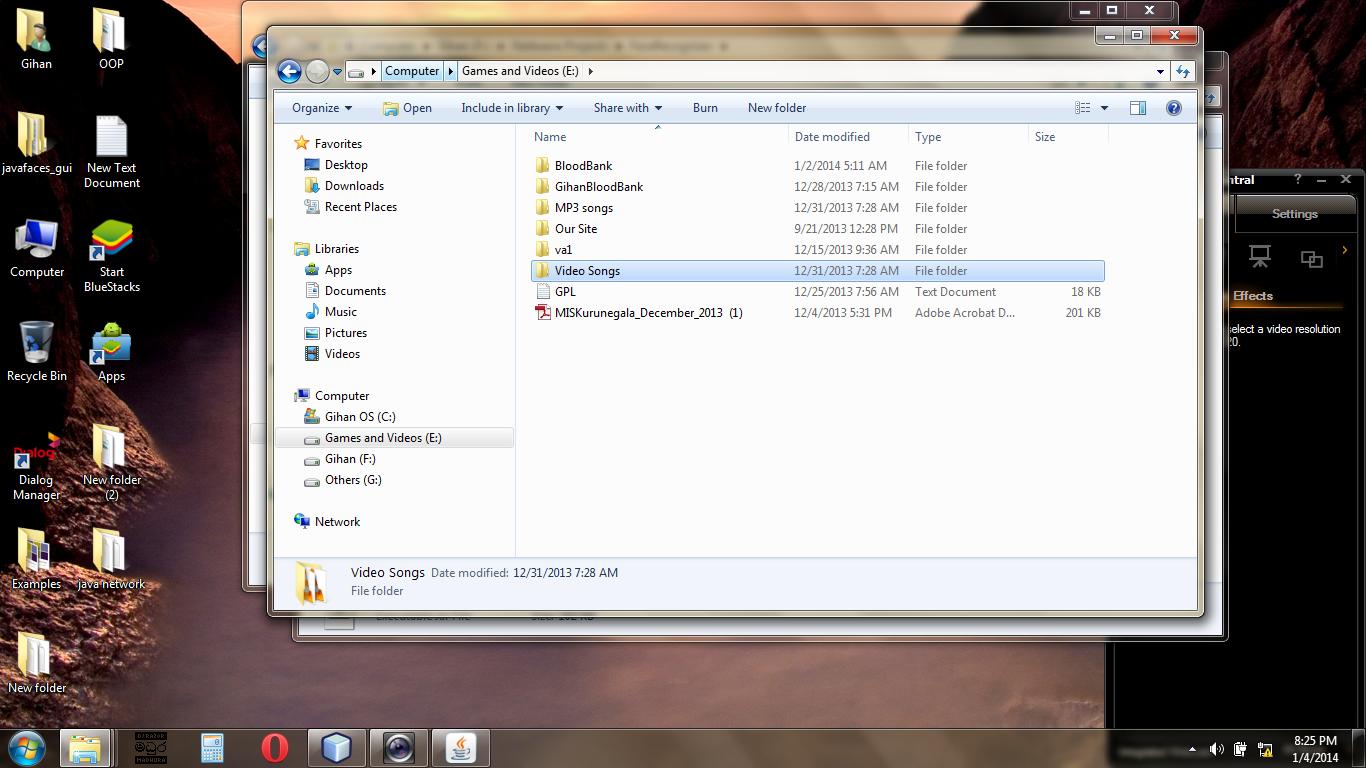 Gihan
OOP
javafaces_gui
New Text
Document
Computer
Start
BlueStacks
Recycle Bin
Apps
Dialog
Dialog
Manager
New folder
(2)
Examples
java network
New folder
Computer
Games and Videos (E:)
Organize
Open
Include in library
Share with
Burn
New folder
Favorites
Desktop
Downloads
Recent Places
Libraries
Apps
Documents
Music
Pictures
Videos
Computer
Gihan OS (C:)
Games and Videos (E:)
Gihan (F:)
Others (G:)
Network
Name Date modified Type Size
BloodBank 1/2/2014 5:11 AM File folder
GihanBloodBank 12/28/2013 7:15 AM File folder
MP3 songs 12/31/2013 7:28 AM File folder
Our Site 9/21/2013 12:28 PM File folder
va1 12/15/2013 9:36 AM File folder
Video Songs 12/31/2013 7:28 AM File folder
GPL 12/25/2013 7:56 AM Text Document 18 KB
MISKurunegala_December_2013 (1) 12/4/2013 5:31 PM Adobe Acrobat D... 201 KB
Video Songs Date modified: 12/31/2013 7:28 AM
File folder
Executable Jar File
ntral
?
Settings
Effects
select a video resolution
20.
මධුර
MADHURA
8:25 PM
1/4/2014